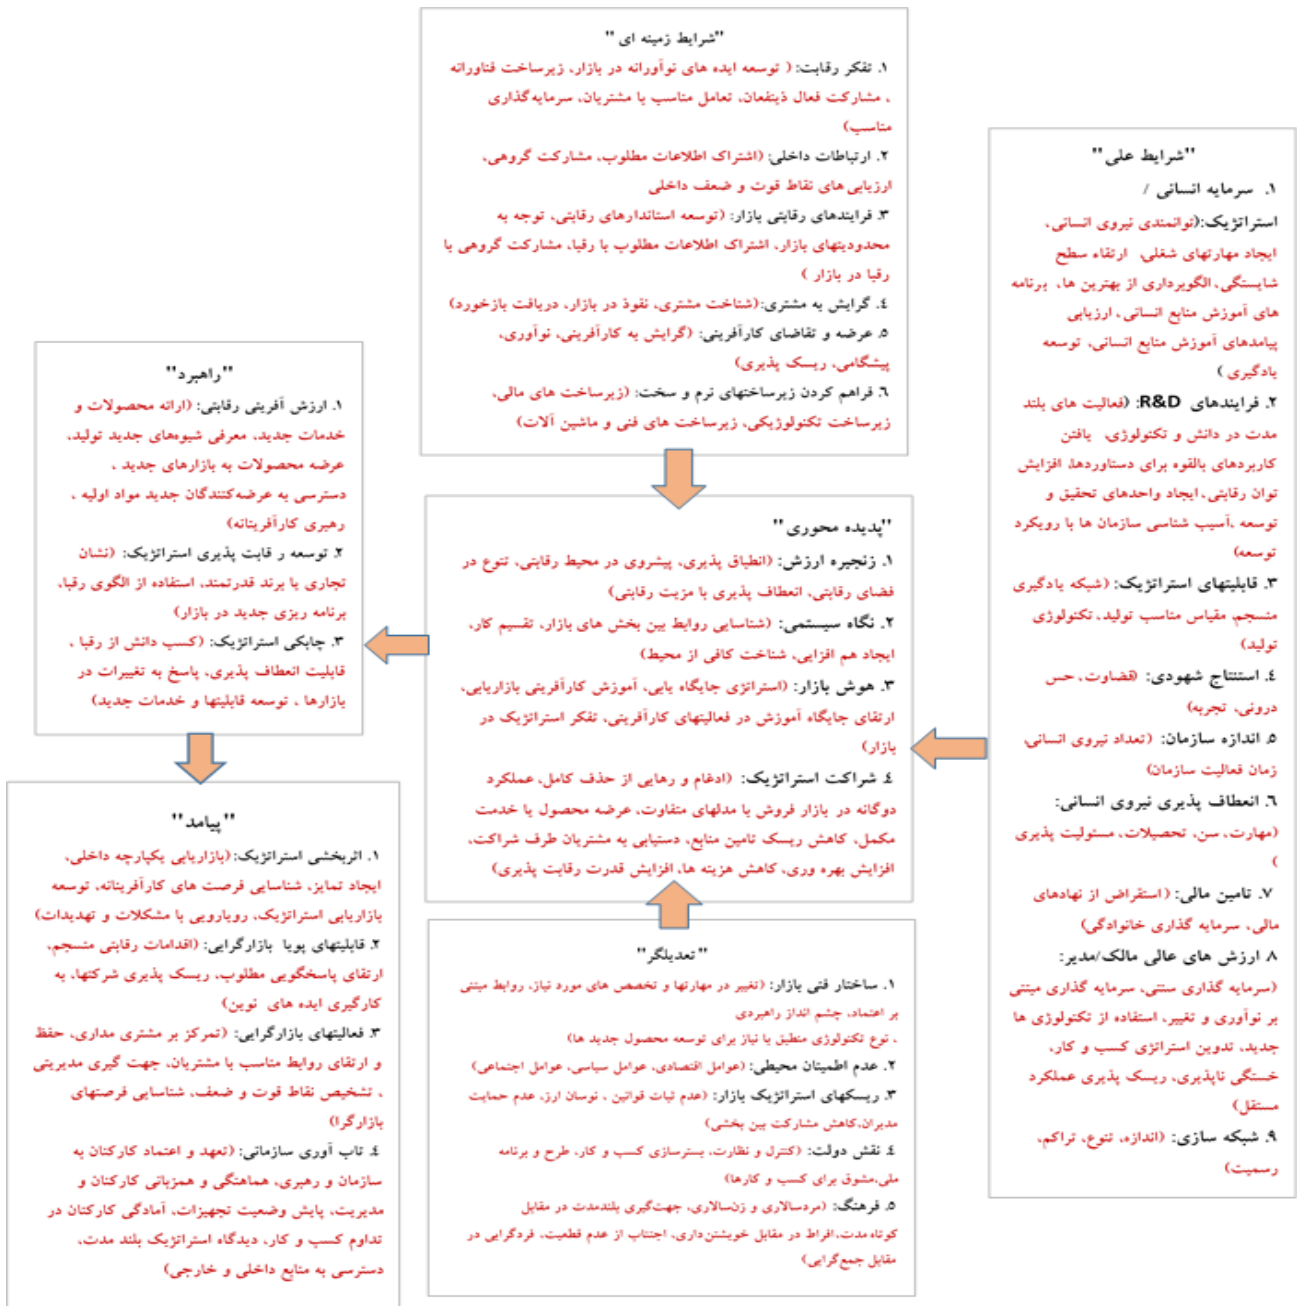 "شرایط زمینه ای"
۱. تفکر رقابت: ( توسعه ایده های نوآورانه در بازار، زیرساخت فناورانه
، مشارکت فعال ذینفعان، تعامل مناسب با مشتریان، سرمایه‌گذاری
مناسب)
۲. ارتباطات داخلی: (اشتراک اطلاعات مطلوب، مشارکت گروهی،
ارزیابی های نقاط قوت و ضعف داخلی
۳. فرایندهای رقابتی بازار: (توسعه استانداردهای رقابتی، توجه به
محدودیتهای بازار، اشتراک اطلاعات مطلوب با رقبا، مشارکت گروهی با
رقبا در بازار )
٤. گرایش به مشتری:(شناخت مشتری، نفوذ در بازار، دریافت بازخورد)
٥. عرضه و تقاضای کارآفرینی: (گرایش به کارآفرینی، نوآوری،
پیشگامی، ریسک پذیری)
٦. فراهم کردن زیرساختهای نرم و سخت: (زیرساخت های مالی،
زیرساخت تکنولوژیکی، زیرساخت های فنی و ماشین آلات)
"شرایط علی"
۱. سرمایه انسانی /
استراتژیک:(توانمندی نیروی انسانی،
ایجاد مهارتهای شغلی، ارتقاء سطح
شایستگی، الگوبرداری از بهترین ها، برنامه
های آموزش منابع انسانی، ارزیابی
پیامدهای آموزش منابع انسانی، توسعه
یادگیری )
۲. فرایندهای R&D: (فعالیت های بلند
مدت در دانش و تکنولوژی، یافتن
کاربردهای بالقوه برای دستاوردها، افزایش
توان رقابتی، ایجاد واحدهای تحقیق و
توسعه ،آسیب شناسی سازمان ها با رویکرد
توسعه)
۳. قابلیتهای استراتژیک: (شبکه یادگیری
منسجم، مقیاس مناسب تولید، تکنولوژی
تولید)
٤. استنتاج شهودی: (قضاوت، حس
درونی، تجربه)
٥. اندازه سازمان: (تعداد نیروی انسانی،
زمان فعالیت سازمان)
٦. انعطاف پذیری نیروی انسانی:
(مهارت، سن، تحصیلات، مسئولیت پذیری
)
۷. تامین مالی: (استقراض از نهادهای
مالی، سرمایه گذاری خانوادگی)
۸. ارزش های عالی مالک/مدیر:
(سرمایه گذاری سنتی، سرمایه گذاری مبتنی
بر نوآوری و تغییر، استفاده از تکنولوژی ها
جدید، تدوین استراتژی کسب و کار،
خستگی ناپذیری، ریسک پذیری عملکرد
مستقل)
۹. شبکه سازی: (اندازه، تنوع، تراکم،
رسمیت)
"پدیده محوری"
۱. زنجیره ارزش: (انطباق پذیری، پیشروی در محیط رقابتی، تنوع در
فضای رقابتی، انعطاف پذیری با مزیت رقابتی)
۲. نگاه سیستمی: (شناسایی روابط بین بخش های بازار، تقسیم کار،
ایجاد هم افزایی، شناخت کافی از محیط)
۳. هوش بازار: (استراتژی جایگاه یابی، آموزش کارآفرینی بازاریابی،
ارتقای جایگاه آموزش در فعالیتهای کارآفرینی، تفکر استراتژیک در
بازار)
٤. شراکت استراتژیک: (ادغام و رهایی از حذف کامل، عملکرد
دوگانه در بازار فروش با مدلهای متفاوت، عرضه محصول یا خدمت
مکمل، کاهش ریسک تامین منابع، دستیابی به مشتریان طرف شراکت،
افزایش بهره وری، کاهش هزینه ها، افزایش قدرت رقابت پذیری)
"راهبرد"
۱. ارزش آفرینی رقابتی: (ارائه محصولات و
خدمات جدید، معرفی شیوه‌های جدید تولید،
عرضه محصولات به بازارهای جدید ،
دسترسی به عرضه‌کنندگان جدید مواد اولیه ،
رهبری کارآفرینانه)
۲. توسعه ر قابت پذیری استراتژیک: (نشان
تجاری یا برند قدرتمند، استفاده از الگوی رقبا،
برنامه ریزی جدید در بازار)
۳. چابکی استراتژیک: (کسب دانش از رقبا ،
قابلیت انعطاف پذیری، پاسخ به تغییرات در
بازارها ، توسعه قابلیتها و خدمات جدید)
"پیامد"
۱. اثربخشی استراتژیک:(بازاریابی یکپارچه داخلی،
ایجاد تمایز، شناسایی فرصت های کارآفرینانه، توسعه
بازاریابی استراتژیک، رویارویی با مشکلات و تهدیدات)
۲. قابلیتهای پویا بازارگرایی: (اقدامات رقابتی منسجم،
ارتقای پاسخگویی مطلوب، ریسک پذیری شرکتها، به
کارگیری ایده های نوین)
۳. فعالیتهای بازارگرایی: (تمرکز بر مشتری مداری، حفظ
و ارتقای روابط مناسب با مشتریان، جهت گیری مدیریتی
، تشخیص نقاط قوت و ضعف، شناسایی فرصتهای
بازارگرا)
٤. تاب آوری سازمانی: (تعهد و اعتماد کارکنان به
سازمان و رهبری، هماهنگی و همزبانی کارکنان و
مدیریت، پایش وضعیت تجهیزات، آمادگی کارکنان در
تداوم کسب و کار، دیدگاه استراتژیک بلند مدت،
دسترسی به منابع داخلی و خارجی)
"تعدیلگر"
۱. ساختار فنی بازار: (تغییر در مهارتها و تخصص های مورد نیاز، روابط مبتنی
بر اعتماد، چشم انداز راهبردی
، نوع تکنولوژی منطبق با نیاز برای توسعه محصول جدید ها)
۲. عدم اطمینان محیطی: (عوامل اقتصادی، عوامل سیاسی، عوامل اجتماعی)
۳. ریسکهای استراتژیک بازار: (عدم ثبات قوانین ، نوسان ارز، عدم حمایت
مدیران،کاهش مشارکت بین بخشی)
٤. نقش دولت: (کنترل و نظارت، بسترسازی کسب و کار، طرح و برنامه
ملی،مشوق برای کسب و کارها)
٥. فرهنگ: (مردسالاری و زن‌سالاری، جهت‌گیری بلندمدت در مقابل
کوتاه مدت،افراط در مقابل خویشتن‌داری، اجتناب از عدم قطعیت، فردگرایی در
مقابل جمع‌گرایی)